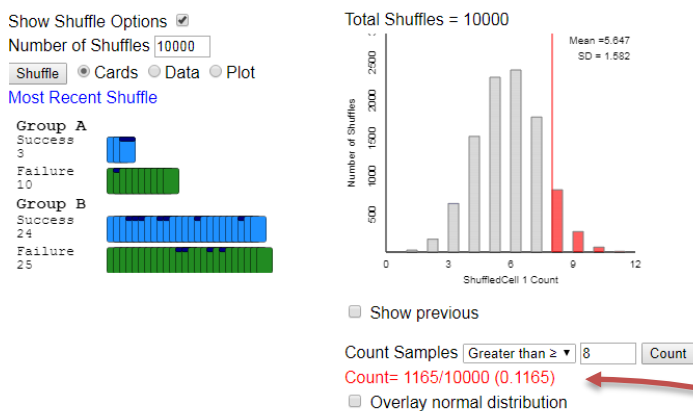 Show Shuffle Options
Number of Shuffles 10000
Shuffle Cards Data Plot
Most Recent Shuffle
Group A
Success
3
Failure
10
Group B
Success
24
Failure
25
Total Shuffles = 10000
Mean =5.647
SD = 1.582
Number of Shuffles
2500
2000
1500
1000
500
0 3 6 9 12
ShuffledCell 1 Count
Show previous
Count Samples Greater than ≥ 8 Count
Count= 1165/10000 (0.1165)
Overlay normal distribution